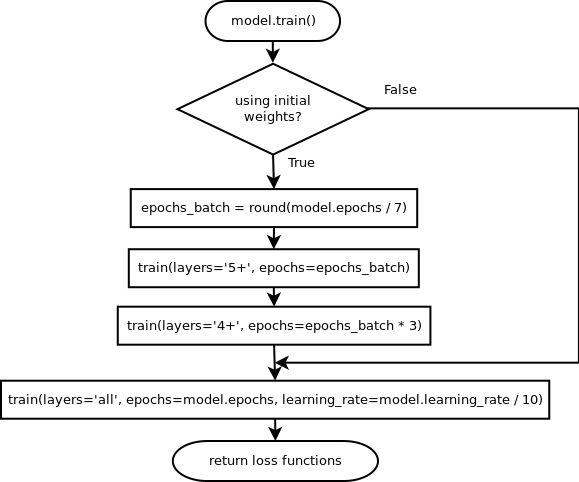 model.train()
using initial
weights?
False
True
epochs_batch = round(model.epochs / 7)
train(layers='5+', epochs=epochs_batch)
train(layers='4+', epochs=epochs_batch * 3)
train(layers='all', epochs=model.epochs, learning_rate=model.learning_rate / 10)
return loss functions